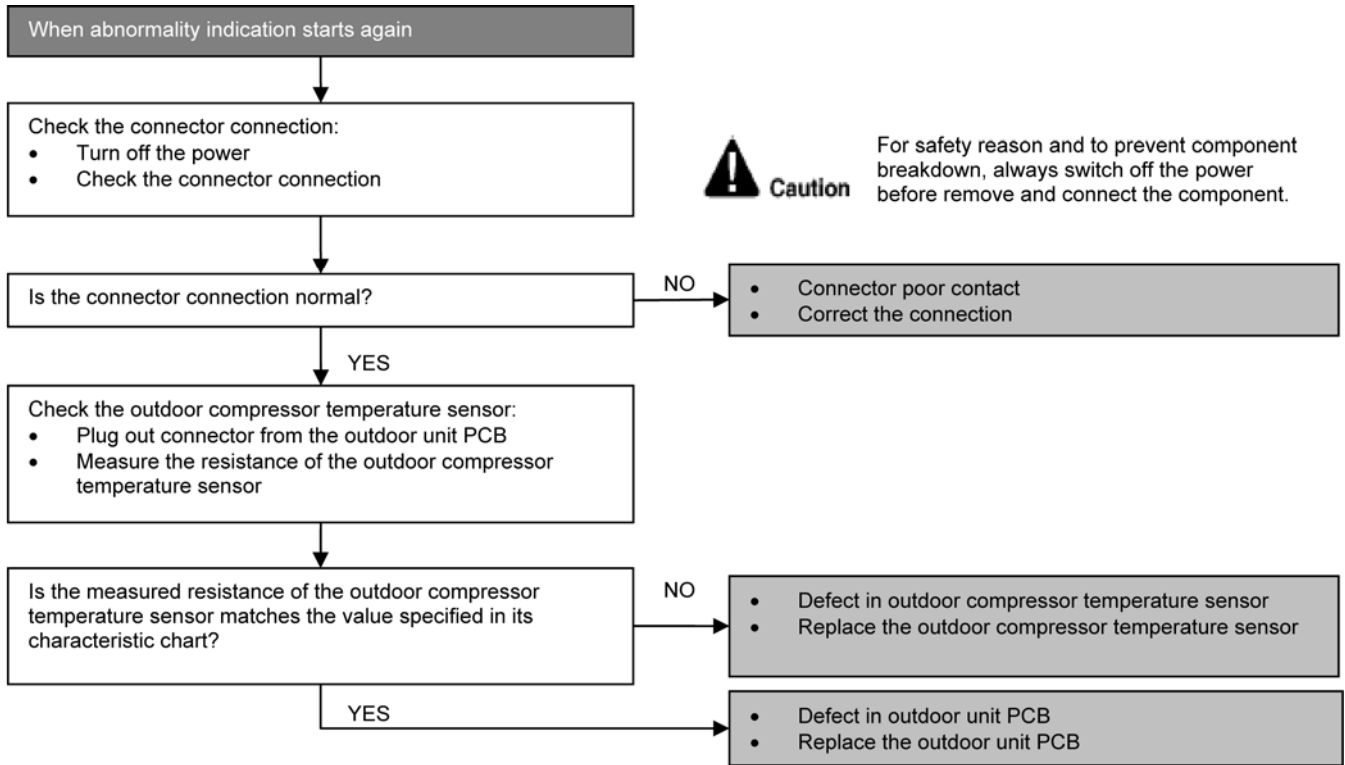 When abnormality indication starts again
Check the connector connection:
• Turn off the power
• Check the connector connection
Caution
For safety reason and to prevent component
breakdown, always switch off the power
before remove and connect the component.
Is the connector connection normal?
NO
• Connector poor contact
• Correct the connection
YES
Check the outdoor compressor temperature sensor:
• Plug out connector from the outdoor unit PCB
• Measure the resistance of the outdoor compressor
temperature sensor
Is the measured resistance of the outdoor compressor
temperature sensor matches the value specified in its
characteristic chart?
NO
• Defect in outdoor compressor temperature sensor
• Replace the outdoor compressor temperature sensor
YES
• Defect in outdoor unit PCB
• Replace the outdoor unit PCB